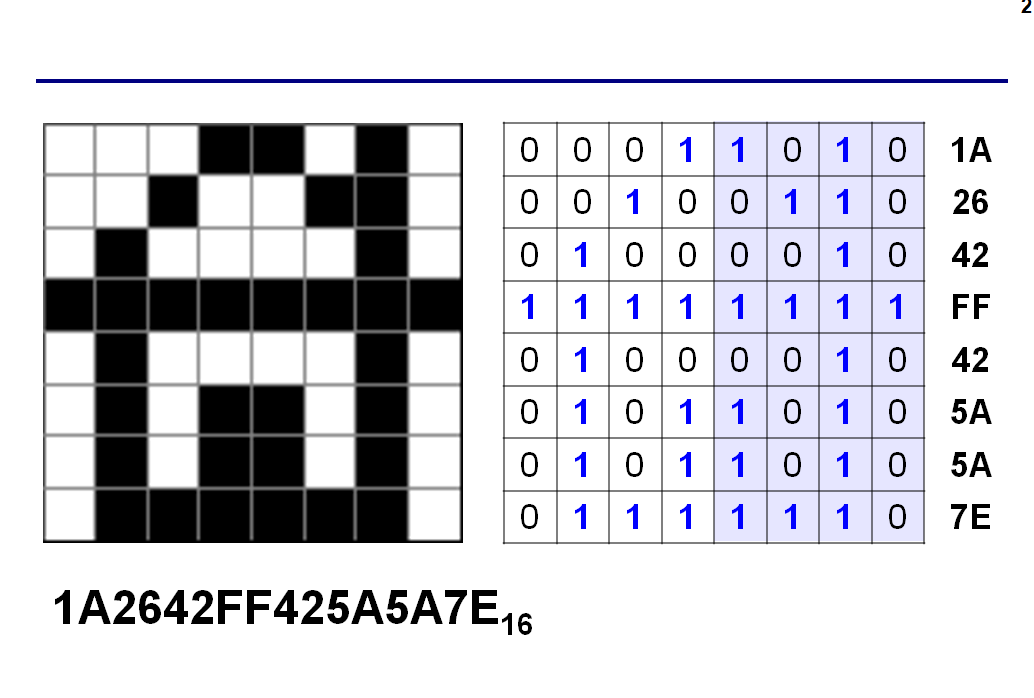 2
0 0 0 1 1 0 1 0 1A
0 0 1 0 0 1 1 0 26
0 1 0 0 0 0 1 0 42
1 1 1 1 1 1 1 1 FF
0 1 0 0 0 0 1 0 42
0 1 0 1 1 0 1 0 5A
0 1 0 1 1 0 1 0 5A
0 1 1 1 1 1 1 0 7E
1A2642FF425A5A7E16